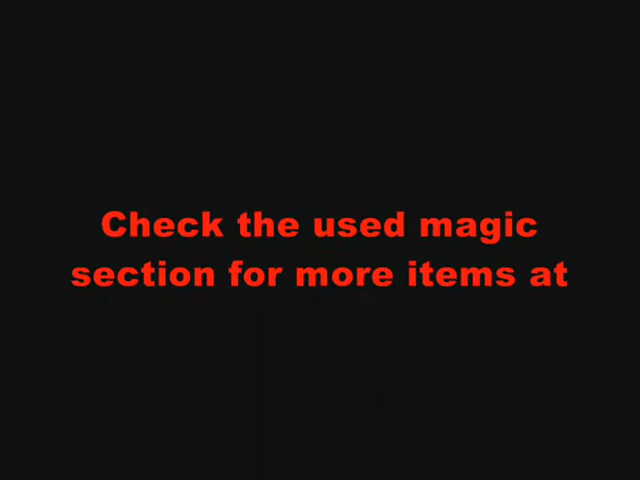 Check the used magic
section for more items at